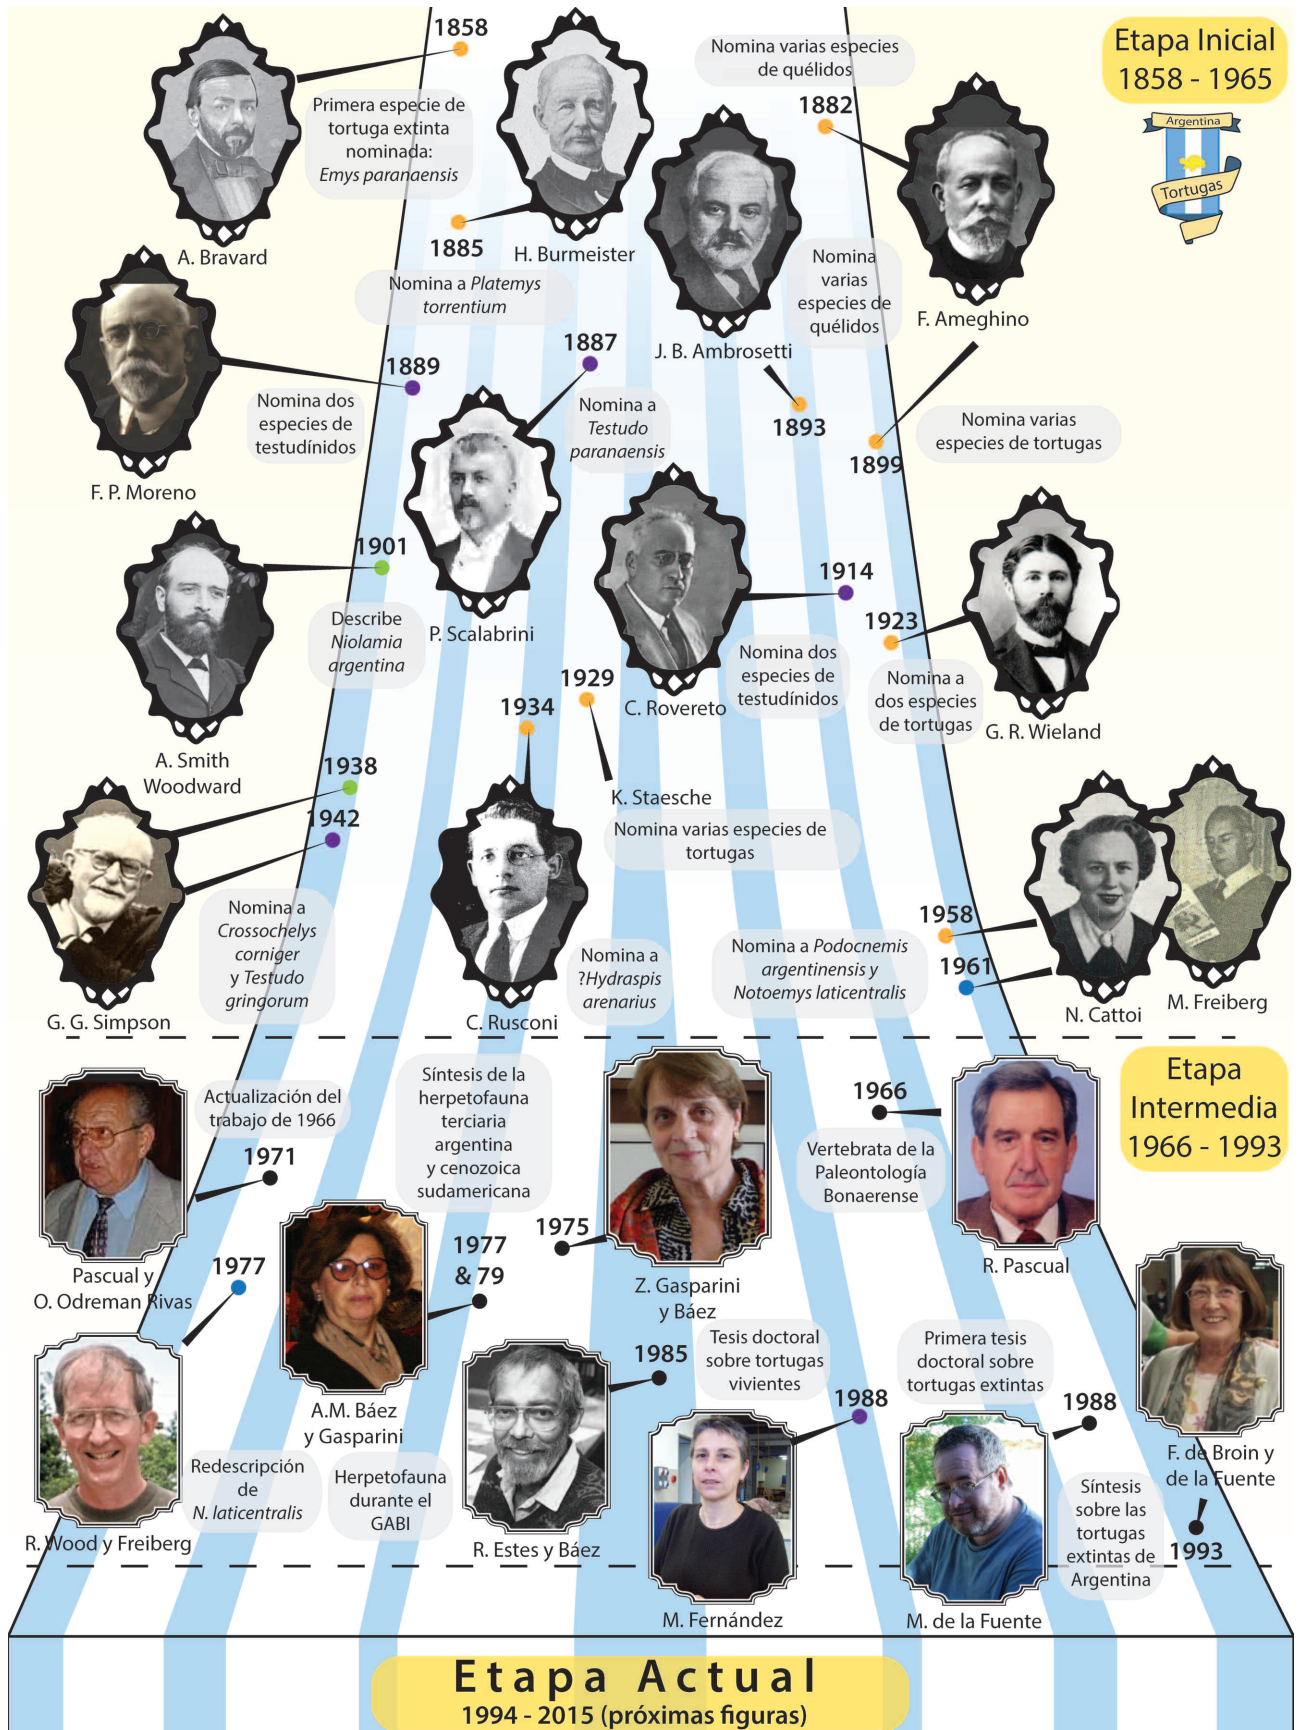 Etapa Inicial
1858 - 1965
Argentina
Tortugas
1858
Primera especie de
tortuga extinta
nominada:
Emys paranaensis
A. Bravard
1885
Nomina a Platemys
torrentium
H. Burmeister
Nomina varias especies
de quélidos
1882
F. Ameghino
Nomina
varias
especies de
quélidos
J. B. Ambrosetti
1893
1899
Nomina varias
especies de tortugas
1889
Nomina dos
especies de
testudínidos
F. P. Moreno
1887
Nomina a
Testudo
paranaensis
P. Scalabrini
1901
Describe
Niolamia
argentina
A. Smith
Woodward
1914
Nomina dos
especies de
testudínidos
C. Rovereto
1923
Nomina a
dos especies
de tortugas
G. R. Wieland
1929
K. Staesche
Nomina varias especies de
tortugas
1934
Nomina a
?Hydraspis
arenarius
C. Rusconi
1938
1942
Nomina a
Crossochelys
corniger
y Testudo
gringorum
G. G. Simpson
1958
1961
Nomina a Podocnemis
argentinensis y
Notoemys laticentralis
N. Cattoi
M. Freiberg
Etapa
Intermedia
1966 - 1993
1966
Vertebrata de la
Paleontología
Bonaerense
R. Pascual
Actualización del
trabajo de 1966
1971
Pascual y
O. Odreman Rivas
Síntesis de la
herpetofauna
terciaria
argentina
y cenozoica
sudamericana
1975
Z. Gasparini
y Báez
1977
& 79
A.M. Báez
y Gasparini
1977
Redescripción
de
N. laticentralis
R. Wood y Freiberg
1985
Herpetofauna
durante el
GABI
R. Estes y Báez
Tesis doctoral
sobre tortugas
vivientes
1988
M. Fernández
Primera tesis
doctoral sobre
tortugas extintas
1988
M. de la Fuente
F. de Broin y
de la Fuente
Síntesis
sobre las
tortugas
extintas de
Argentina
1993
Etapa Actual
1994 - 2015 (próximas figuras)